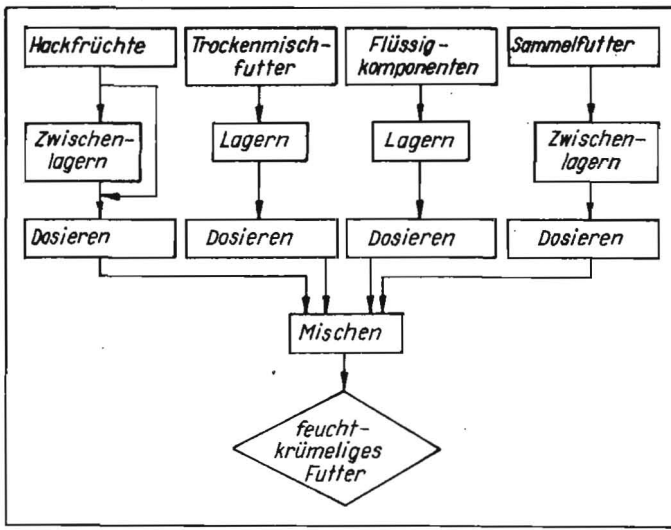 Hackfrüchte
Trockenmisch-
futter
Flüssig-
komponenten
Sammelfutter
Zwischen-
lagern
Lagern
Lagern
Zwischen-
lagern
Dosieren
Dosieren
Dosieren
Dosieren
Mischen
feucht-
krümeliges
Futter